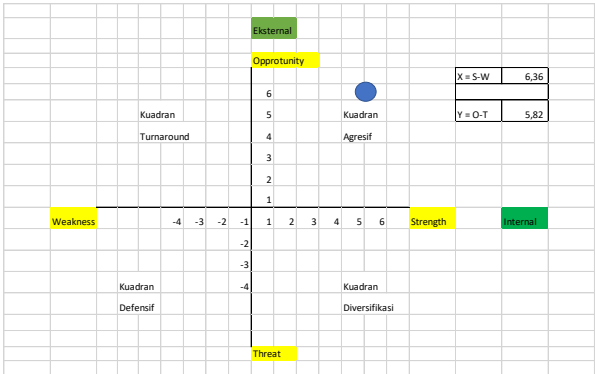 Eksternal
Opprotunity
X = S-W 6,36
6
Kuadran 5 Kuadran Y = O-T 5,82
Turnaround 4 Agresif
3
2
1
Weakness -4 -3 -2 -1 1 2 3 4 5 6 Strength Internal
-2
-3
Kuadran -4 Kuadran
Defensif Diversifikasi
Threat